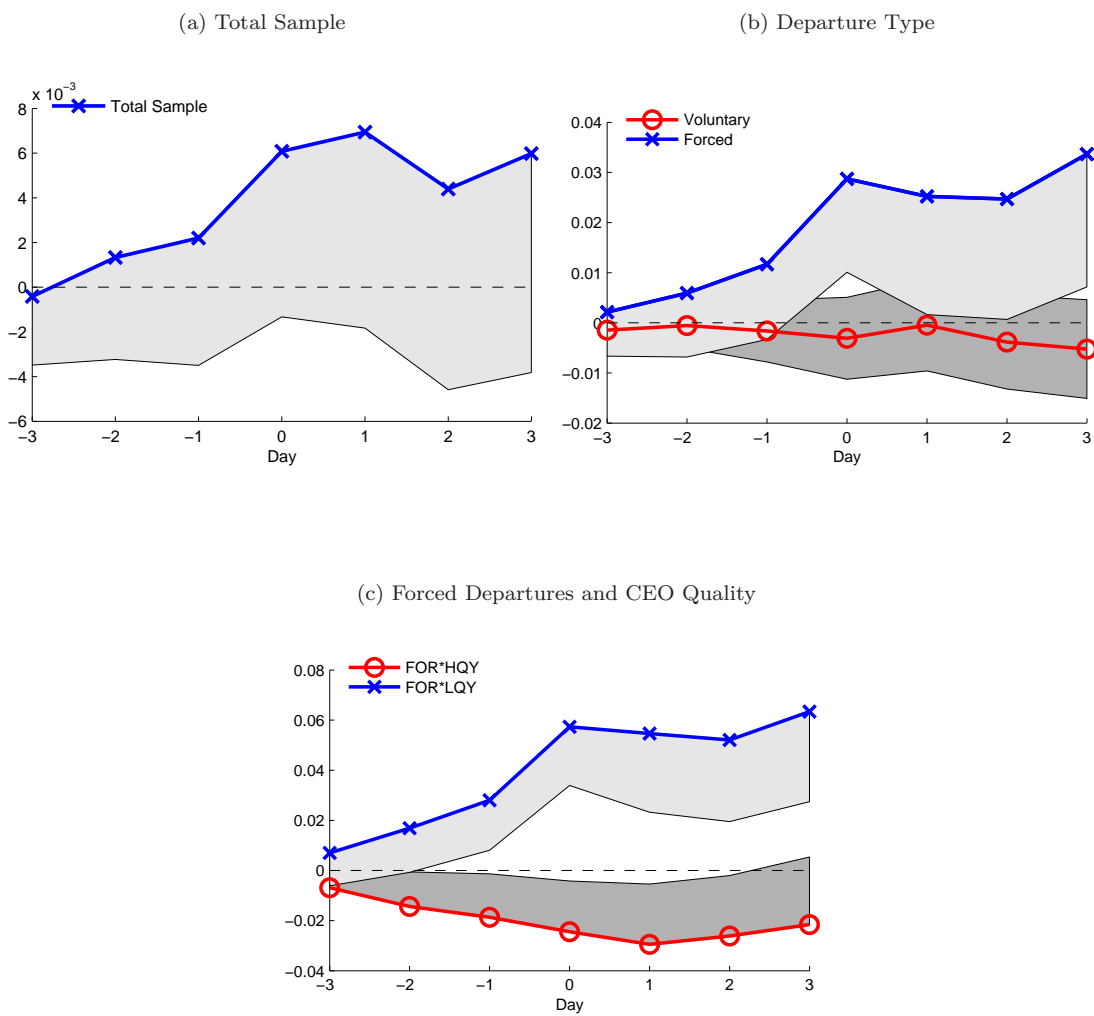 (a) Total Sample
(b) Departure Type
x 10⁻³
Total Sample
8
6
4
2
0
−2
−4
−6
−3 −2 −1 0 1 2 3
Day
Voluntary
Forced
0.04
0.03
0.02
0.01
0
−0.01
−0.02
−3 −2 −1 0 1 2 3
Day
(c) Forced Departures and CEO Quality
FOR*HQY
FOR*LQY
0.08
0.06
0.04
0.02
0
−0.02
−0.04
−3 −2 −1 0 1 2 3
Day